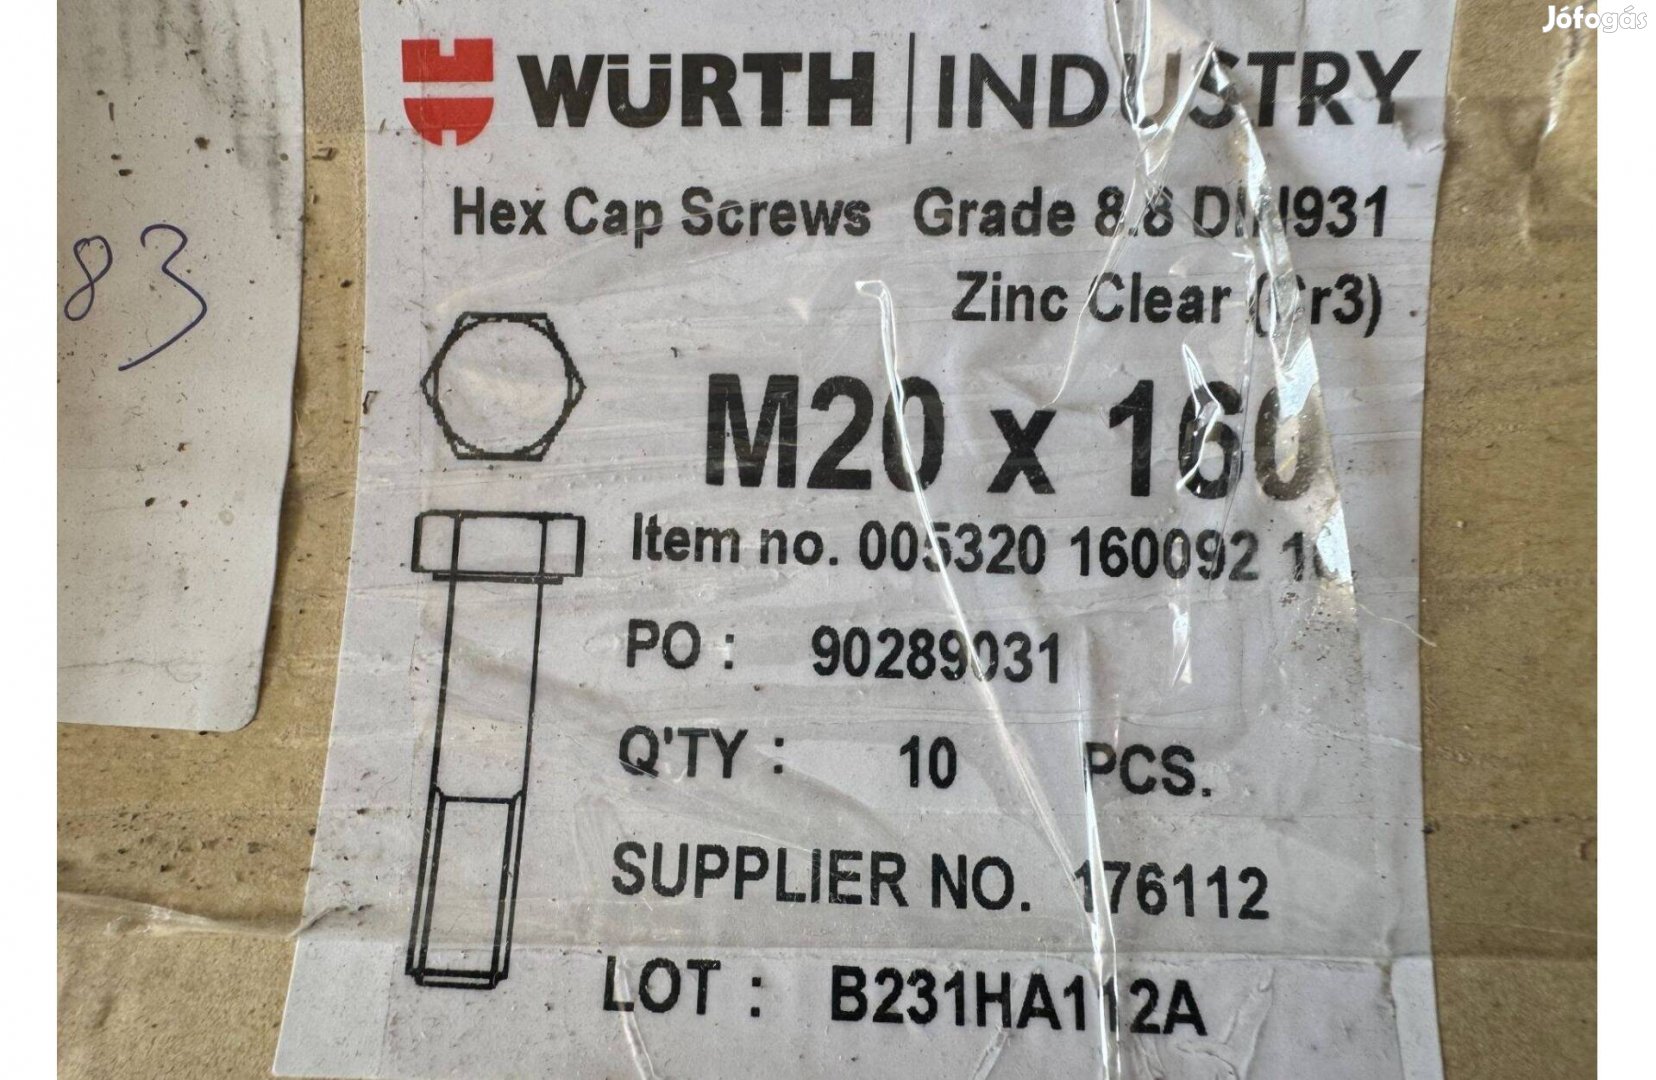 Jófogás
WÜRTH | INDUSTRY
Hex Cap Screws Grade 8.8 DIN931
Zinc Clear (Cr3)
83
M20 x 160
Item no. 005320 160092 10
PO : 90289031
Q'TY : 10 PCS.
SUPPLIER NO. 176112
LOT : B231HA112A